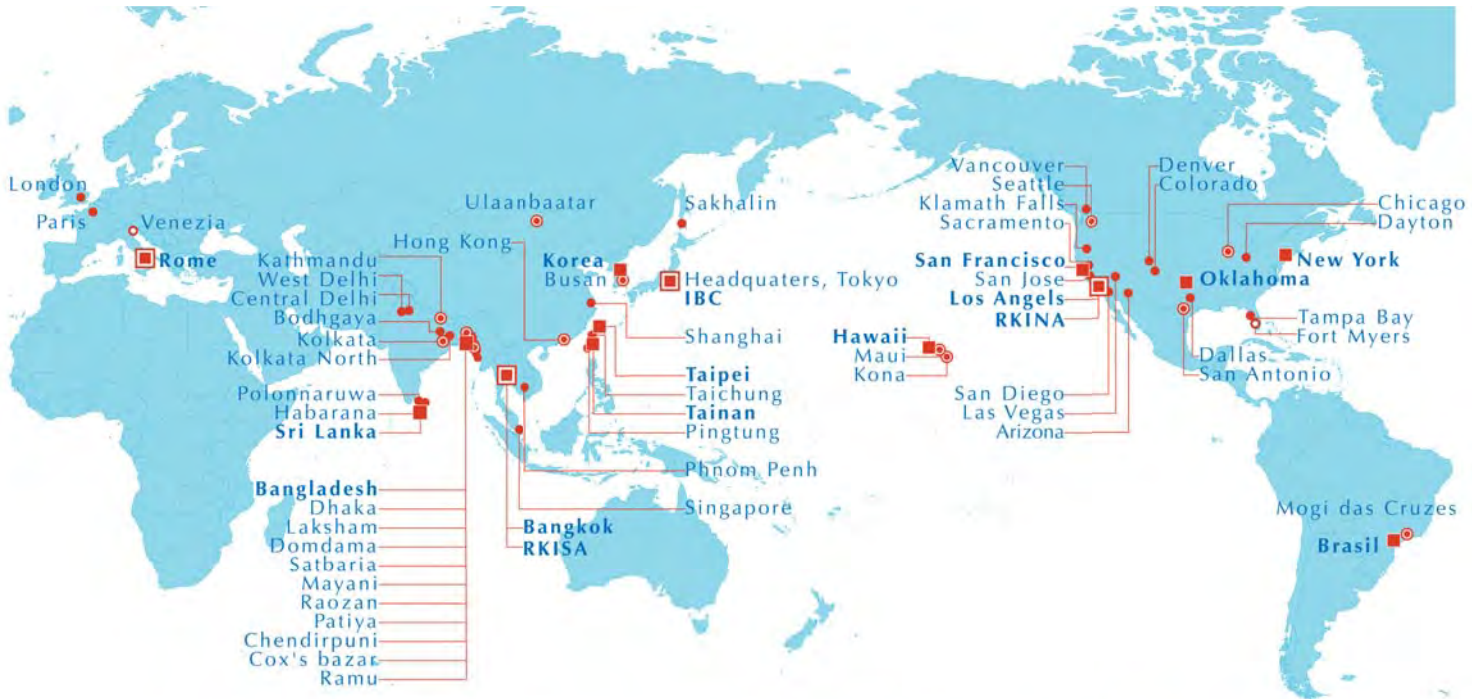 London
Paris
Venezia
Rome
Ulaanbaatar
Sakhalin
Hong Kong
Korea
Busan
Headquaters, Tokyo
IBC
Kathmandu
West Delhi
Central Delhi
Bodhgaya
Kolkata
Kolkata North
Shanghai
Polonnaruwa
Habarana
Sri Lanka
Taipei
Taichung
Tainan
Pingtung
Phnom Penh
Singapore
Bangladesh
Dhaka
Laksham
Domdama
Satbaria
Mayani
Raozan
Patiya
Chendirpuni
Cox's bazar
Ramu
Bangkok
RKISA
Vancouver
Seattle
Klamath Falls
Sacramento
San Francisco
San Jose
Los Angels
RKINA
Denver
Colorado
Chicago
Dayton
New York
Oklahoma
Hawaii
Maui
Kona
Tampa Bay
Fort Myers
Dallas
San Antonio
San Diego
Las Vegas
Arizona
Mogi das Cruzes
Brasil